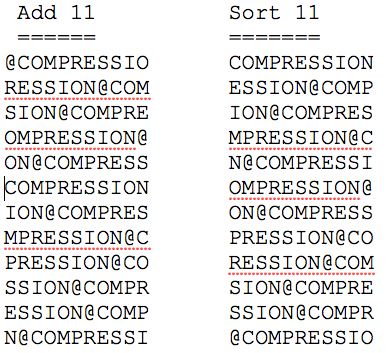 Add 11 Sort 11
====== =======
@COMPRESSIO COMPRESSION
RESSION@COM ESSION@COMP
SION@COMPRE ION@COMPRES
OMPRESSION@ MPRESSION@C
ON@COMPRESS N@COMPRESSI
COMPRESSION OMPRESSION@
ION@COMPRES ON@COMPRESS
MPRESSION@C PRESSION@CO
PRESSION@CO RESSION@COM
SSION@COMPR SION@COMPRE
ESSION@COMP SSION@COMPR
N@COMPRESSI @COMPRESSIO